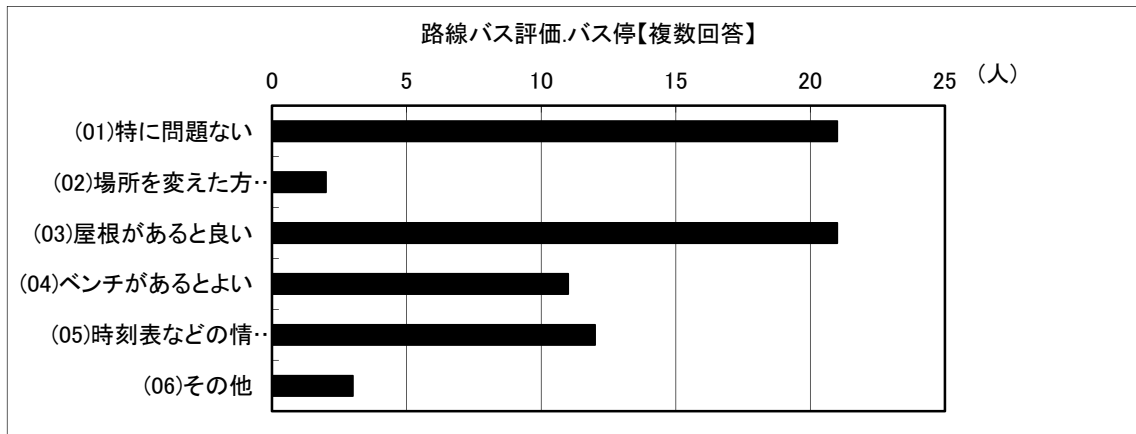 路線バス評価.バス停【複数回答】
0 5 10 15 20 25 (人)
(01)特に問題ない
(02)場所を変えた方‥
(03)屋根があると良い
(04)ベンチがあるとよい
(05)時刻表などの情‥
(06)その他